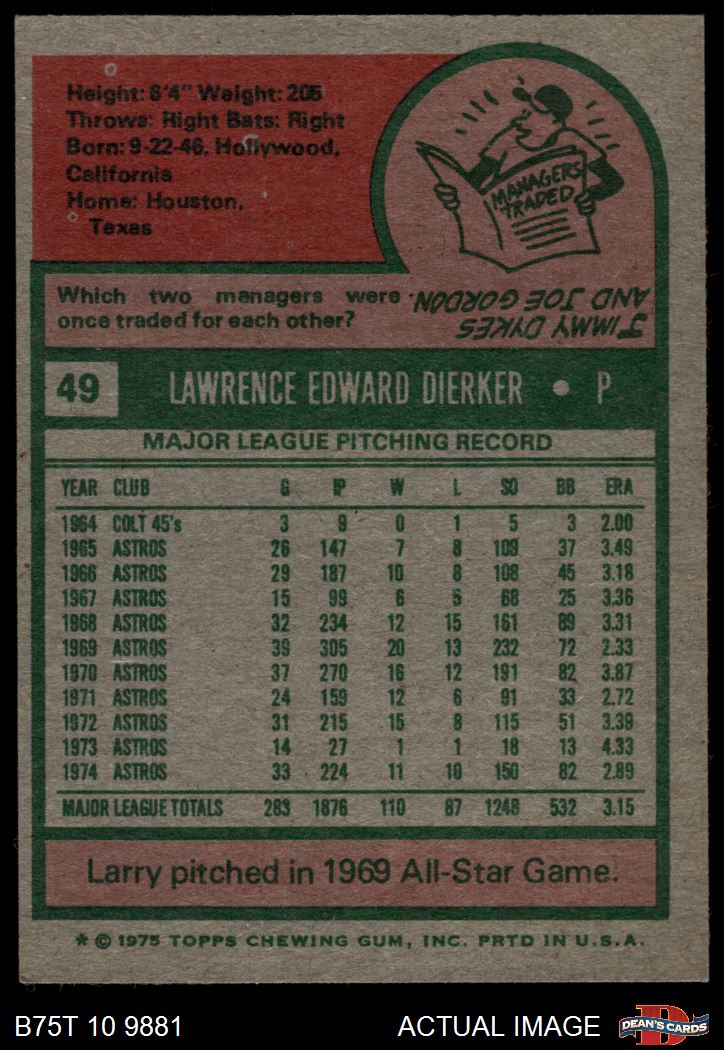 Height: 6'4" Weight: 205
Throws: Right Bats: Right
Born: 9-22-46, Hollywood,
California
Home: Houston,
Texas
MANAGERS
TRADED
Which two managers were
once traded for each other?
JIMMY DYKES
AND JOE GORDON.
49 LAWRENCE EDWARD DIERKER • P
MAJOR LEAGUE PITCHING RECORD
YEAR CLUB G IP W L SO BB ERA
1964 COLT 45's 3 9 0 1 5 3 2.00
1965 ASTROS 26 147 7 8 109 37 3.49
1966 ASTROS 29 187 10 8 108 45 3.18
1967 ASTROS 15 99 6 5 68 25 3.36
1968 ASTROS 32 234 12 15 161 89 3.31
1969 ASTROS 39 305 20 13 232 72 2.33
1970 ASTROS 37 270 16 12 191 82 3.87
1971 ASTROS 24 159 12 6 91 33 2.72
1972 ASTROS 31 215 15 8 115 51 3.39
1973 ASTROS 14 27 1 1 18 13 4.33
1974 ASTROS 33 224 11 10 150 82 2.89
MAJOR LEAGUE TOTALS 283 1876 110 87 1248 532 3.15
Larry pitched in 1969 All-Star Game.
* © 1975 TOPPS CHEWING GUM, INC. PRTD IN U.S.A.
B75T 10 9881 ACTUAL IMAGE DEAN'S CARDS